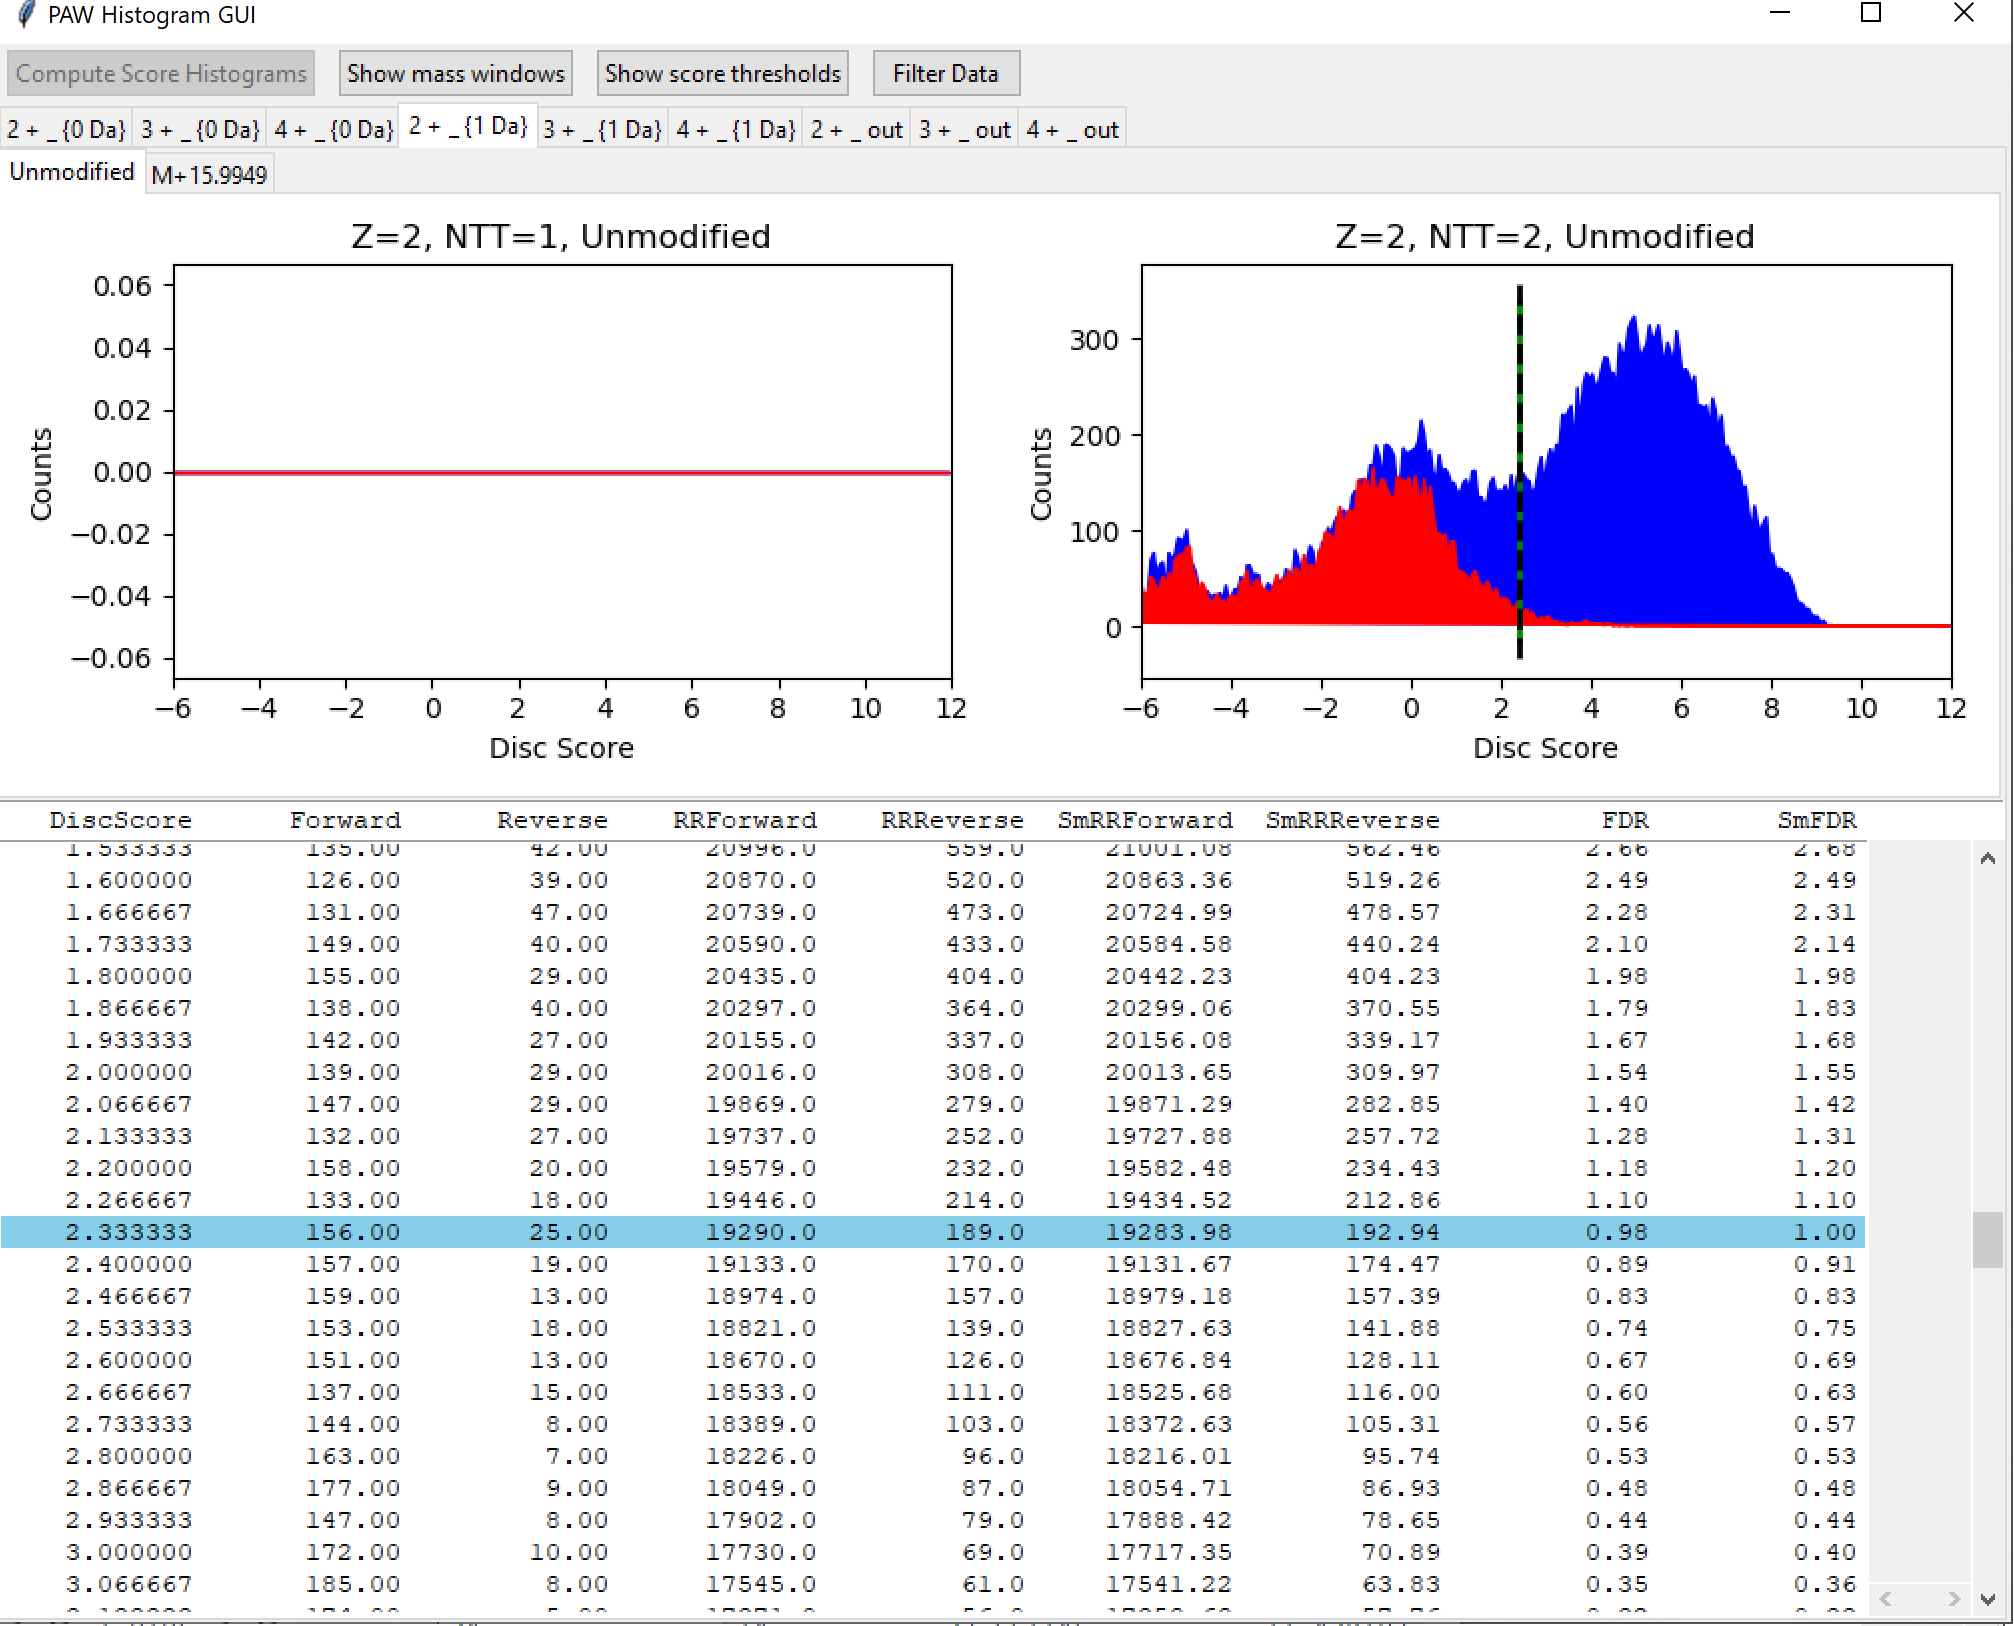 PAW Histogram GUI
Compute Score Histograms Show mass windows Show score thresholds Filter Data
2 + _ {0 Da} 3 + _ {0 Da} 4 + _ {0 Da} 2 + _ {1 Da} 3 + _ {1 Da} 4 + _ {1 Da} 2 + _ out 3 + _ out 4 + _ out
Unmodified M+15.9949
Z=2, NTT=1, Unmodified
0.06
0.04
0.02
0.00
−0.02
−0.04
−0.06
Counts
−6 −4 −2 0 2 4 6 8 10 12
Disc Score
Z=2, NTT=2, Unmodified
300
200
100
0
Counts
−6 −4 −2 0 2 4 6 8 10 12
Disc Score
DiscScore Forward Reverse RRForward RRReverse SmRRForward SmRRReverse FDR SmFDR
1.533333 135.00 42.00 20996.0 559.0 21001.08 562.46 2.66 2.68
1.600000 126.00 39.00 20870.0 520.0 20863.36 519.26 2.49 2.49
1.666667 131.00 47.00 20739.0 473.0 20724.99 478.57 2.28 2.31
1.733333 149.00 40.00 20590.0 433.0 20584.58 440.24 2.10 2.14
1.800000 155.00 29.00 20435.0 404.0 20442.23 404.23 1.98 1.98
1.866667 138.00 40.00 20297.0 364.0 20299.06 370.55 1.79 1.83
1.933333 142.00 27.00 20155.0 337.0 20156.08 339.17 1.67 1.68
2.000000 139.00 29.00 20016.0 308.0 20013.65 309.97 1.54 1.55
2.066667 147.00 29.00 19869.0 279.0 19871.29 282.85 1.40 1.42
2.133333 132.00 27.00 19737.0 252.0 19727.88 257.72 1.28 1.31
2.200000 158.00 20.00 19579.0 232.0 19582.48 234.43 1.18 1.20
2.266667 133.00 18.00 19446.0 214.0 19434.52 212.86 1.10 1.10
2.333333 156.00 25.00 19290.0 189.0 19283.98 192.94 0.98 1.00
2.400000 157.00 19.00 19133.0 170.0 19131.67 174.47 0.89 0.91
2.466667 159.00 13.00 18974.0 157.0 18979.18 157.39 0.83 0.83
2.533333 153.00 18.00 18821.0 139.0 18827.63 141.88 0.74 0.75
2.600000 151.00 13.00 18670.0 126.0 18676.84 128.11 0.67 0.69
2.666667 137.00 15.00 18533.0 111.0 18525.68 116.00 0.60 0.63
2.733333 144.00 8.00 18389.0 103.0 18372.63 105.31 0.56 0.57
2.800000 163.00 7.00 18226.0 96.0 18216.01 95.74 0.53 0.53
2.866667 177.00 9.00 18049.0 87.0 18054.71 86.93 0.48 0.48
2.933333 147.00 8.00 17902.0 79.0 17888.42 78.65 0.44 0.44
3.000000 172.00 10.00 17730.0 69.0 17717.35 70.89 0.39 0.40
3.066667 185.00 8.00 17545.0 61.0 17541.22 63.83 0.35 0.36